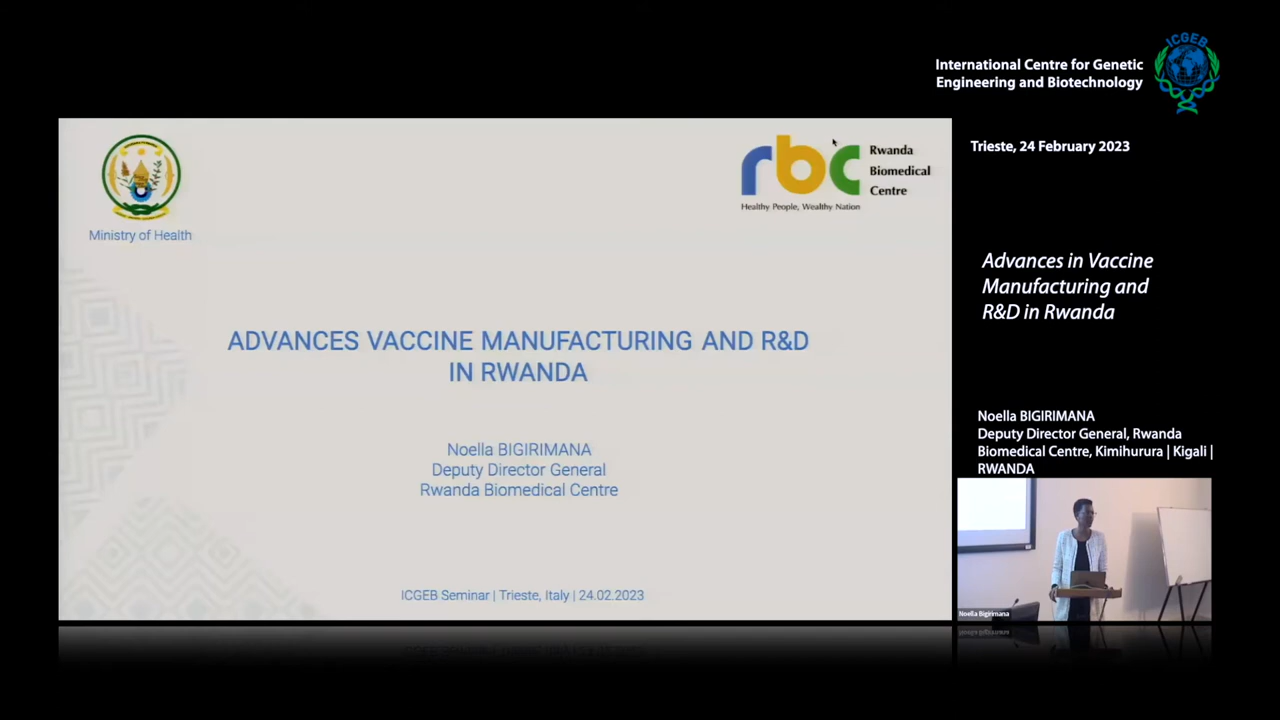 International Centre for Genetic
Engineering and Biotechnology
ICGEB
Trieste, 24 February 2023
Ministry of Health
rbc
Rwanda
Biomedical
Centre
Healthy People, Wealthy Nation
ADVANCES VACCINE MANUFACTURING AND R&D
IN RWANDA
Noella BIGIRIMANA
Deputy Director General
Rwanda Biomedical Centre
ICGEB Seminar | Trieste, Italy | 24.02.2023
Advances in Vaccine
Manufacturing and
R&D in Rwanda
Noella BIGIRIMANA
Deputy Director General, Rwanda
Biomedical Centre, Kimihurura | Kigali |
RWANDA
Noella Bigirimana